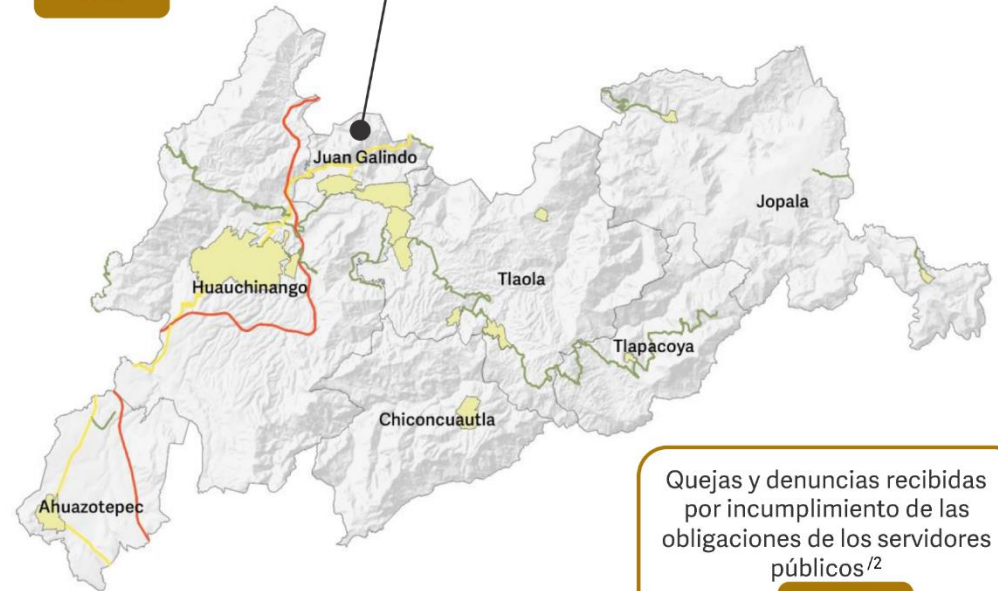 Juan Galindo
Jopala
Huauchinango
Tlaola
Tlapacoya
Chiconcuautla
Ahuazotepec
Quejas y denuncias recibidas
por incumplimiento de las
obligaciones de los servidores
públicos /2